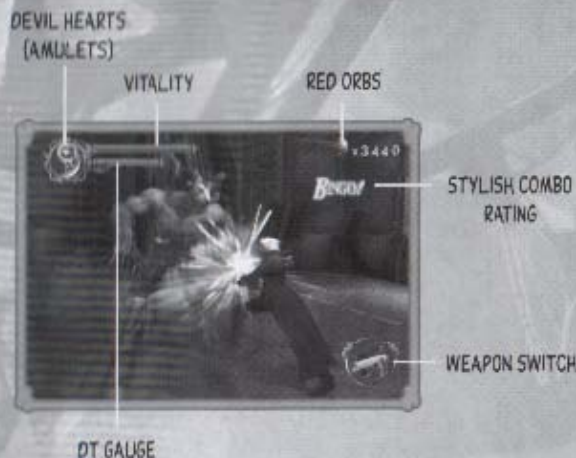 DEVIL HEARTS
(AMULETS)
VITALITY
RED ORBS
x3440
BINGO!
STYLISH COMBO
RATING
WEAPON SWITCH
DT GAUGE